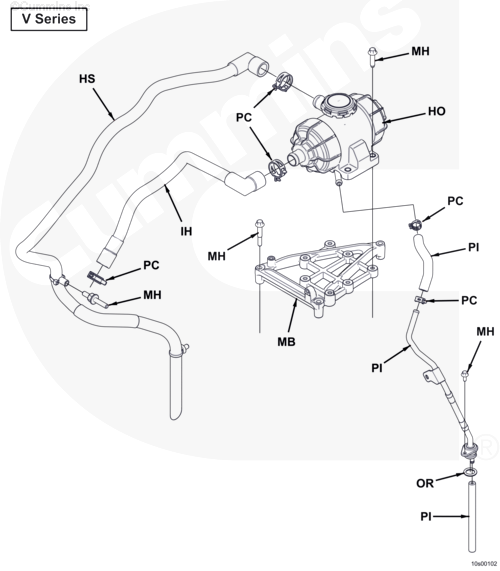 ©Cummins Inc
V Series
HS
MH
PC
HO
PC
IH
PC
PI
MH
PC
MH
PC
MB
MH
PI
OR
PI
10s00102
Cummins
®